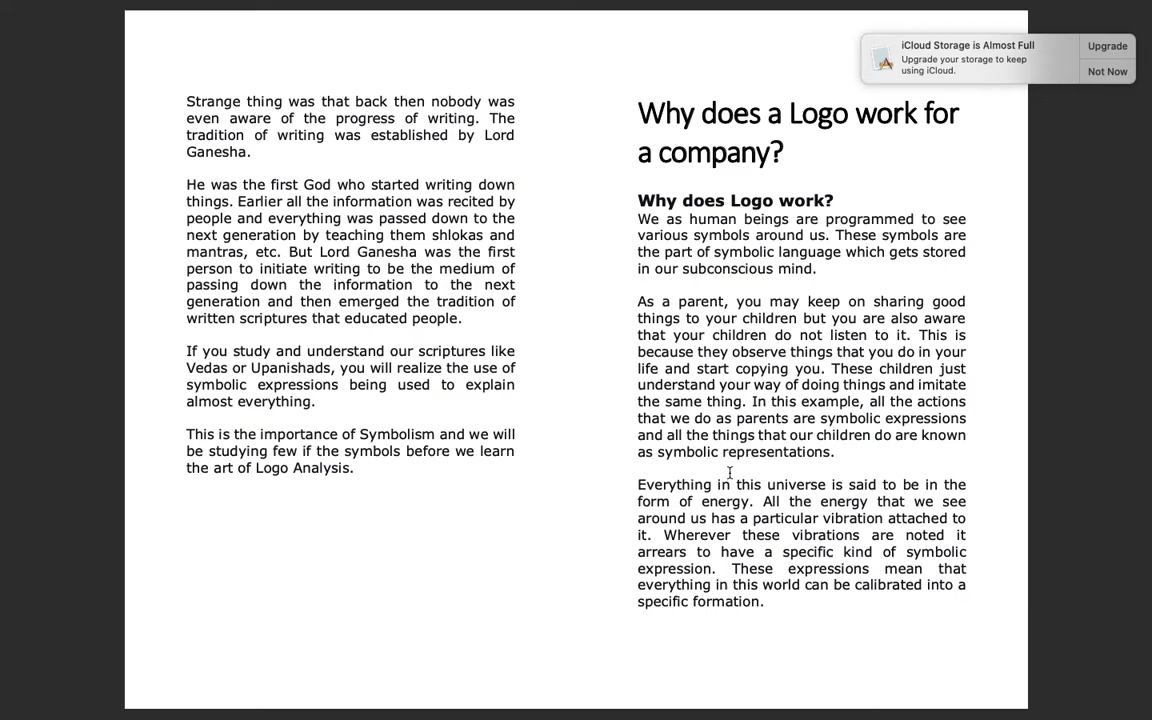 Strange thing was that back then nobody was
even aware of the progress of writing. The
tradition of writing was established by Lord
Ganesha.
He was the first God who started writing down
things. Earlier all the information was recited by
people and everything was passed down to the
next generation by teaching them shlokas and
mantras, etc. But Lord Ganesha was the first
person to initiate writing to be the medium of
passing down the information to the next
generation and then emerged the tradition of
written scriptures that educated people.
If you study and understand our scriptures like
Vedas or Upanishads, you will realize the use of
symbolic expressions being used to explain
almost everything.
This is the importance of Symbolism and we will
be studying few if the symbols before we learn
the art of Logo Analysis.
Why does a Logo work for
a company?
Why does Logo work?
We as human beings are programmed to see
various symbols around us. These symbols are
the part of symbolic language which gets stored
in our subconscious mind.
As a parent, you may keep on sharing good
things to your children but you are also aware
that your children do not listen to it. This is
because they observe things that you do in your
life and start copying you. These children just
understand your way of doing things and imitate
the same thing. In this example, all the actions
that we do as parents are symbolic expressions
and all the things that our children do are known
as symbolic representations.
Everything in this universe is said to be in the
form of energy. All the energy that we see
around us has a particular vibration attached to
it. Wherever these vibrations are noted it
arrears to have a specific kind of symbolic
expression. These expressions mean that
everything in this world can be calibrated into a
specific formation.
iCloud Storage is Almost Full
Upgrade your storage to keep
using iCloud.
Upgrade
Not Now